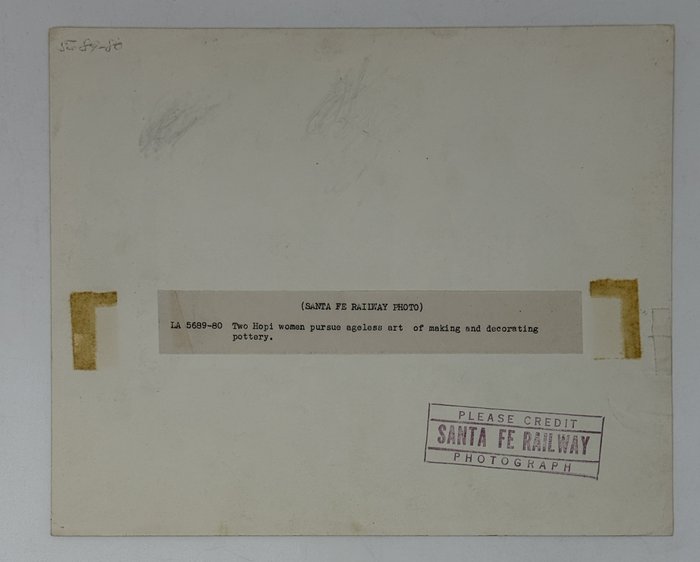 (SANTA FE RAILWAY PHOTO)
LA 5689-80 Two Hopi women pursue ageless art of making and decorating
pottery.
PLEASE CREDIT
SANTA FE RAILWAY
PHOTOGRAPH